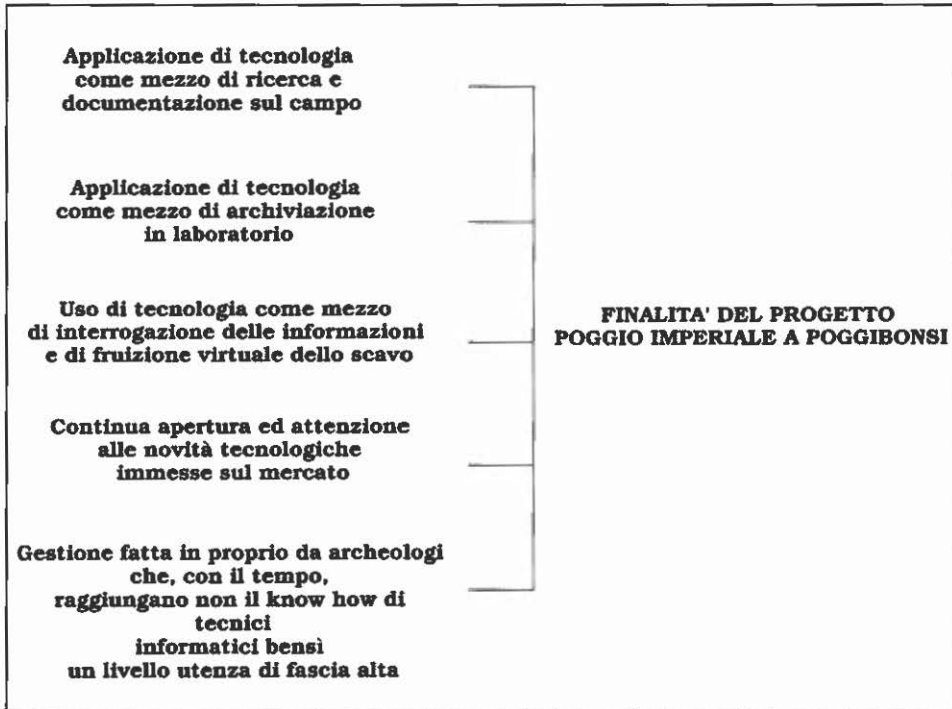 Applicazione di tecnologia
come mezzo di ricerca e
documentazione sul campo
Applicazione di tecnologia
come mezzo di archiviazione
in laboratorio
Uso di tecnologia come mezzo
di interrogazione delle informazioni
e di fruizione virtuale dello scavo
Continua apertura ed attenzione
alle novità tecnologiche
immesse sul mercato
Gestione fatta in proprio da archeologi
che, con il tempo,
raggiungano non il know how di
tecnici
informatici bensì
un livello utenza di fascia alta
FINALITA' DEL PROGETTO
POGGIO IMPERIALE A POGGIBONSI